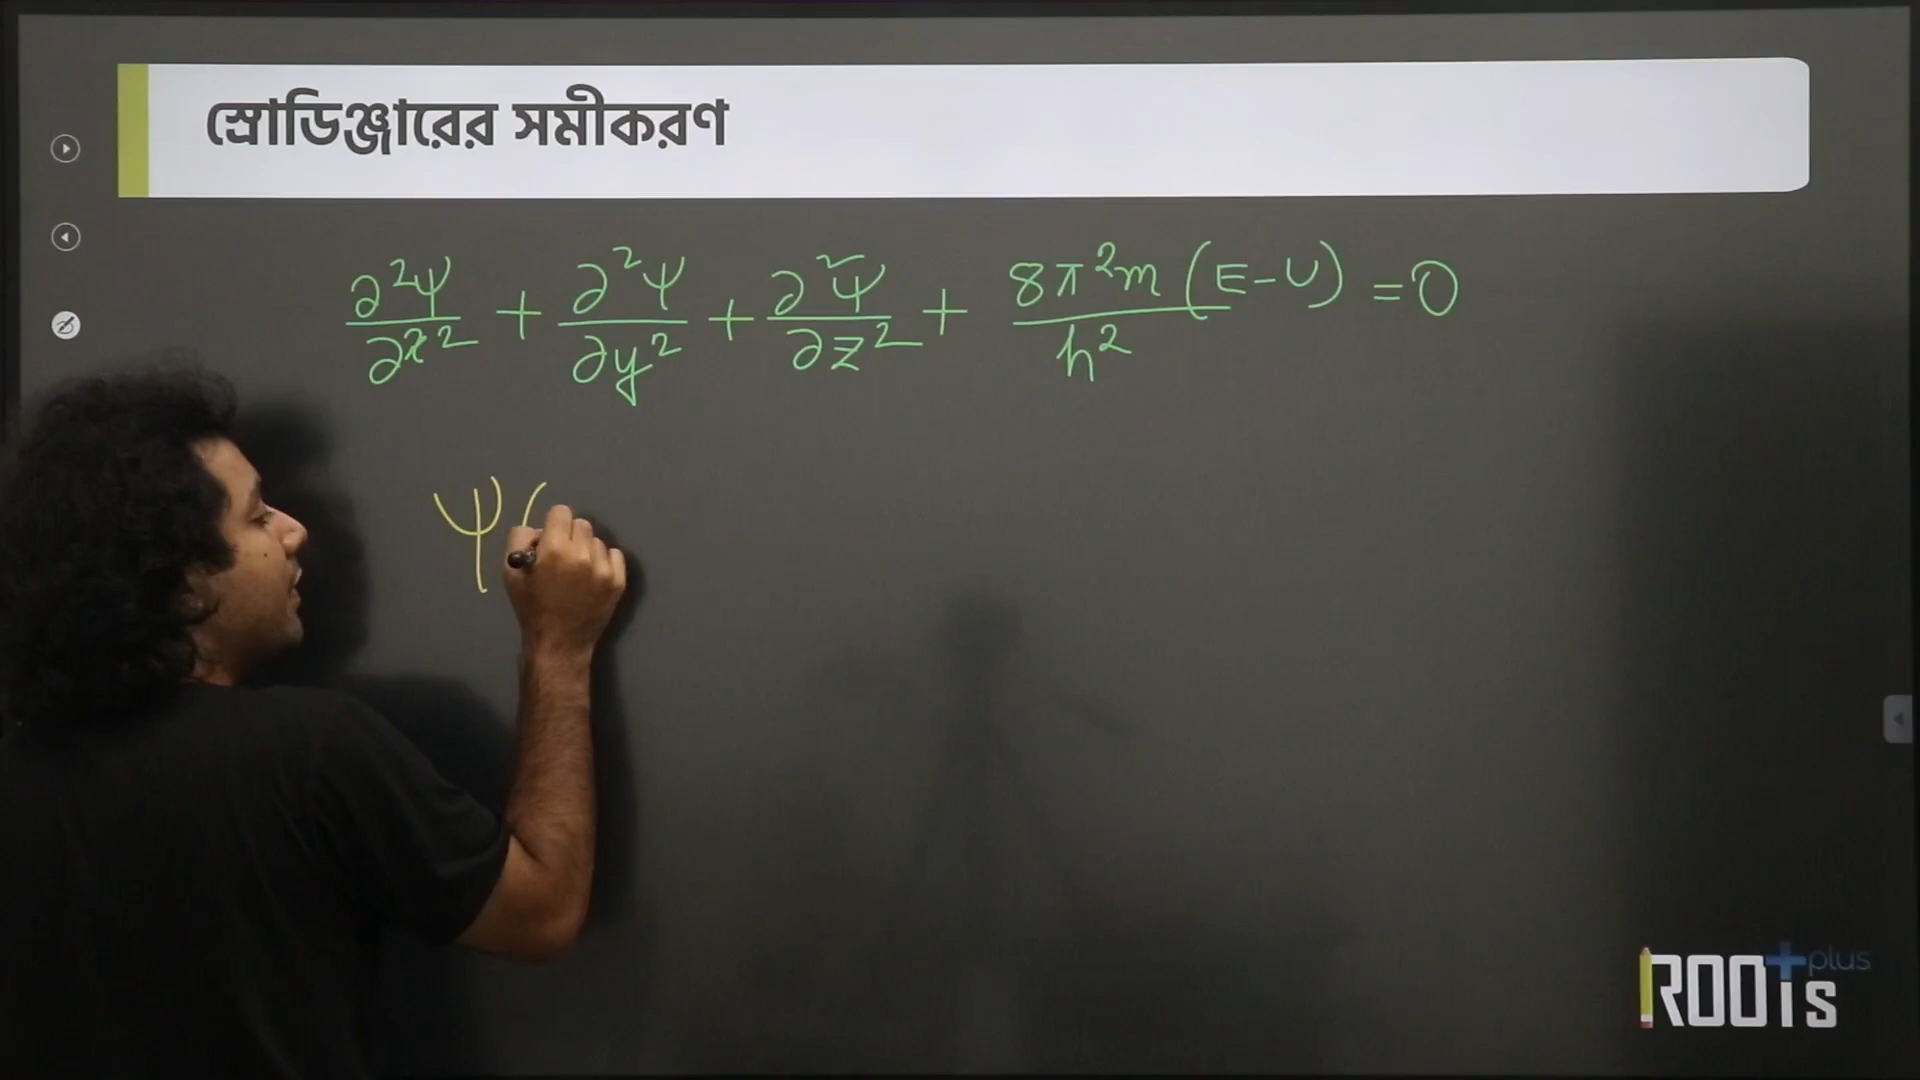 স্রোডিঞ্জারের সমীকরণ
∂²Ψ/∂x² + ∂²Ψ/∂y² + ∂²Ψ/∂z² + 8π²m(E-U)/h² = 0
Ψ (
ROOTs plus